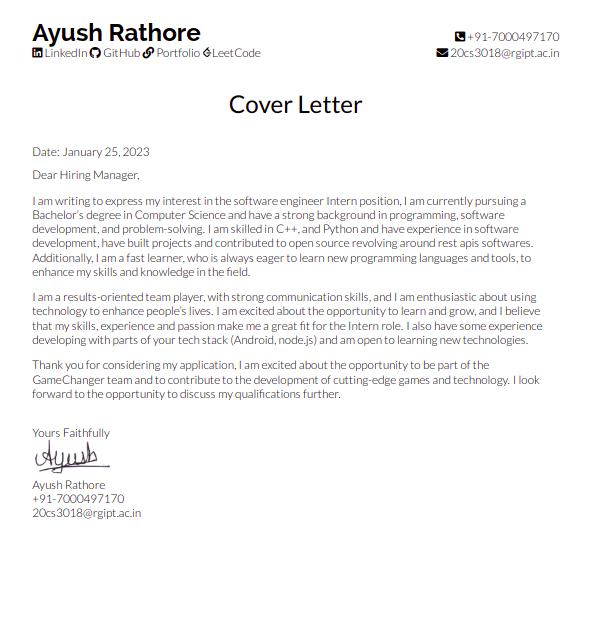 Ayush Rathore
+91-7000497170
LinkedIn GitHub Portfolio LeetCode
20cs3018@rgipt.ac.in
Cover Letter
Date: January 25, 2023
Dear Hiring Manager,
I am writing to express my interest in the software engineer Intern position, I am currently pursuing a
Bachelor's degree in Computer Science and have a strong background in programming, software
development, and problem-solving. I am skilled in C++, and Python and have experience in software
development, have built projects and contributed to open source revolving around rest apis softwares.
Additionally, I am a fast learner, who is always eager to learn new programming languages and tools, to
enhance my skills and knowledge in the field.
I am a results-oriented team player, with strong communication skills, and I am enthusiastic about using
technology to enhance people's lives. I am excited about the opportunity to learn and grow, and I believe
that my skills, experience and passion make me a great fit for the Intern role. I also have some experience
developing with parts of your tech stack (Android, node.js) and am open to learning new technologies.
Thank you for considering my application, I am excited about the opportunity to be part of the
GameChanger team and to contribute to the development of cutting-edge games and technology. I look
forward to the opportunity to discuss my qualifications further.
Yours Faithfully
Ayush
Ayush Rathore
+91-7000497170
20cs3018@rgipt.ac.in